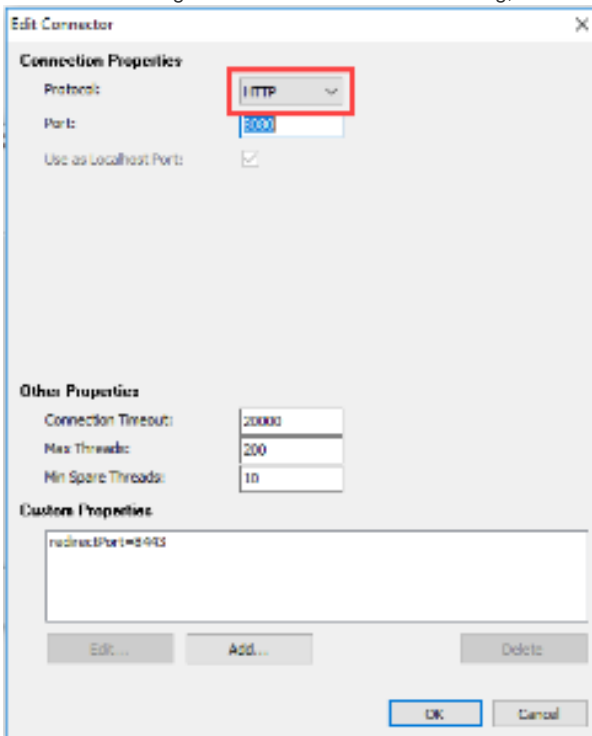 Edit Connector
Connection Properties
Protocol: HTTP
Port:
Use as Localhost Port:
Other Properties
Connection Timeout: 20000
Max Threads: 200
Min Spare Threads: 10
Custom Properties
redirectPort=8443
Edit... Add... Delete
OK Cancel